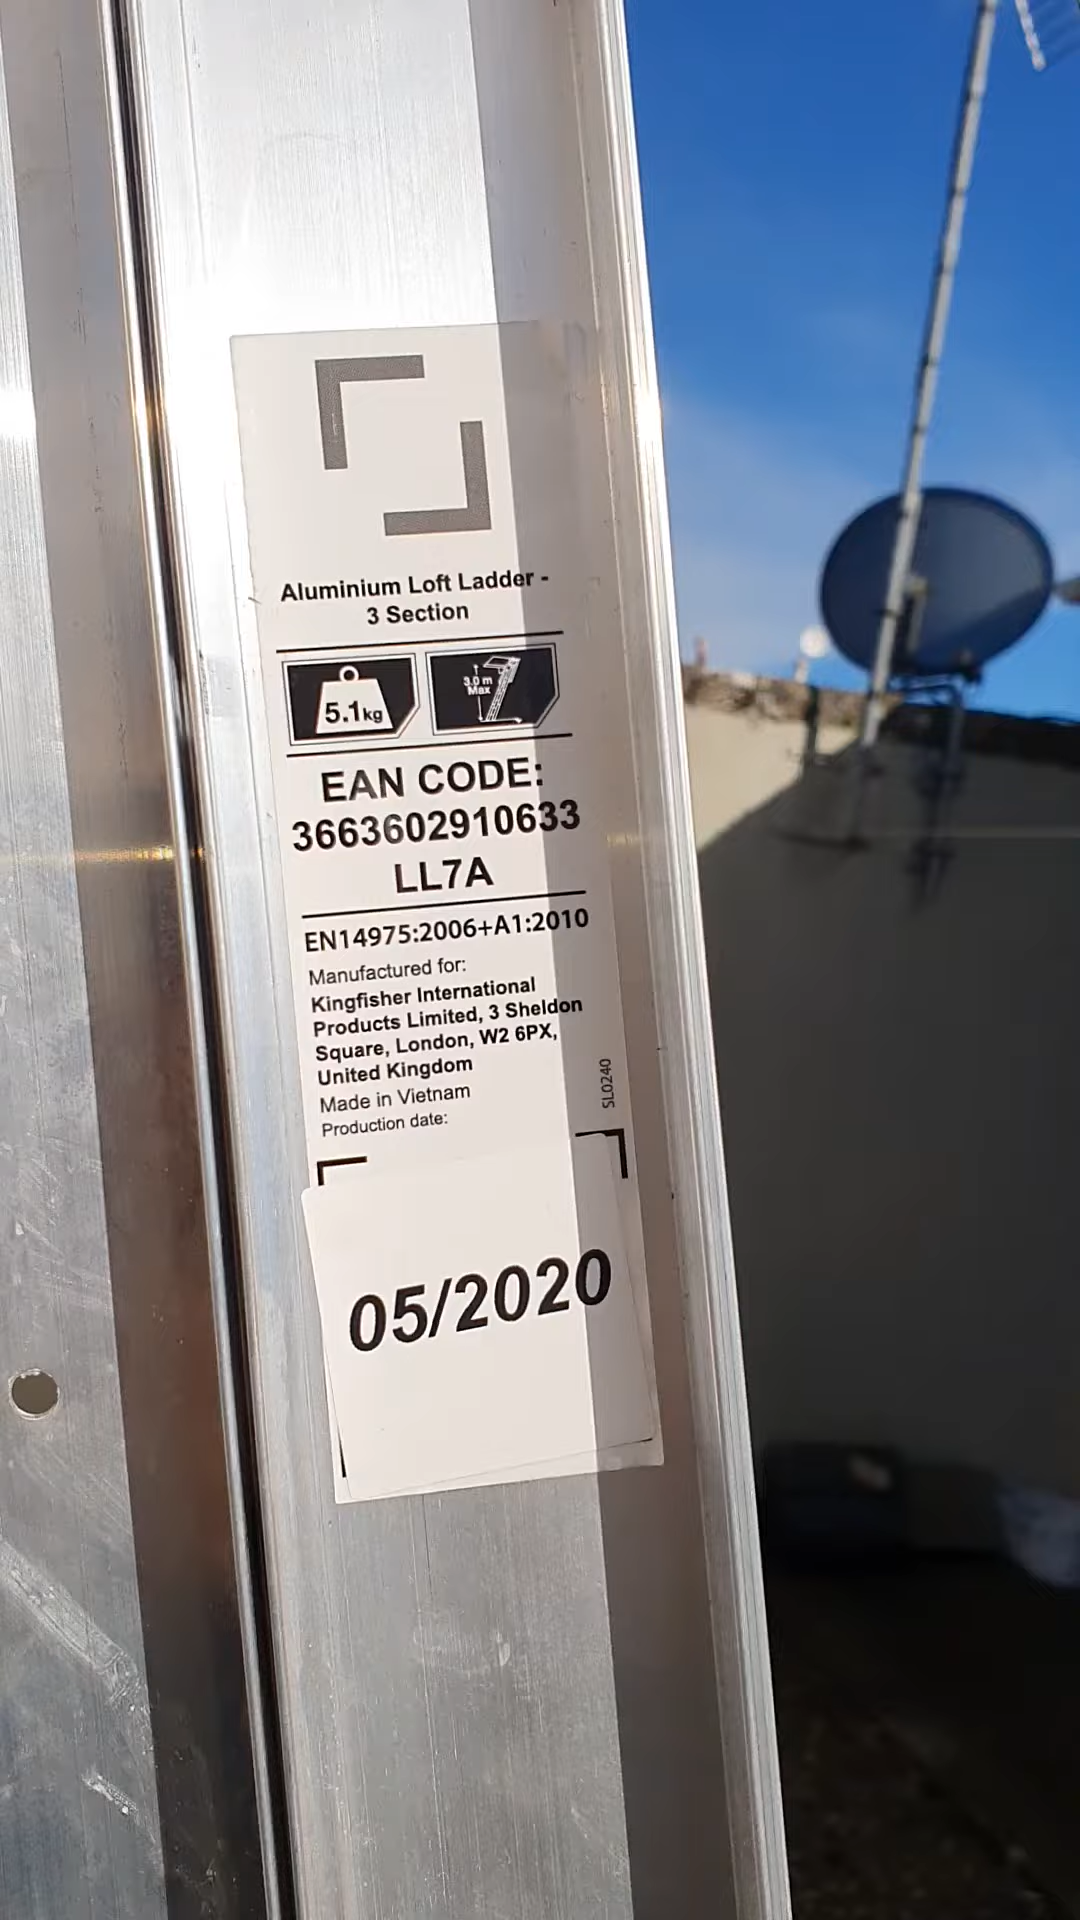 Aluminium Loft Ladder -
3 Section
5.1kg
3.0 m
Max
EAN CODE:
3663602910633
LL7A
EN14975:2006+A1:2010
Manufactured for:
Kingfisher International
Products Limited, 3 Sheldon
Square, London, W2 6PX,
United Kingdom
Made in Vietnam
Production date:
SL0240
05/2020